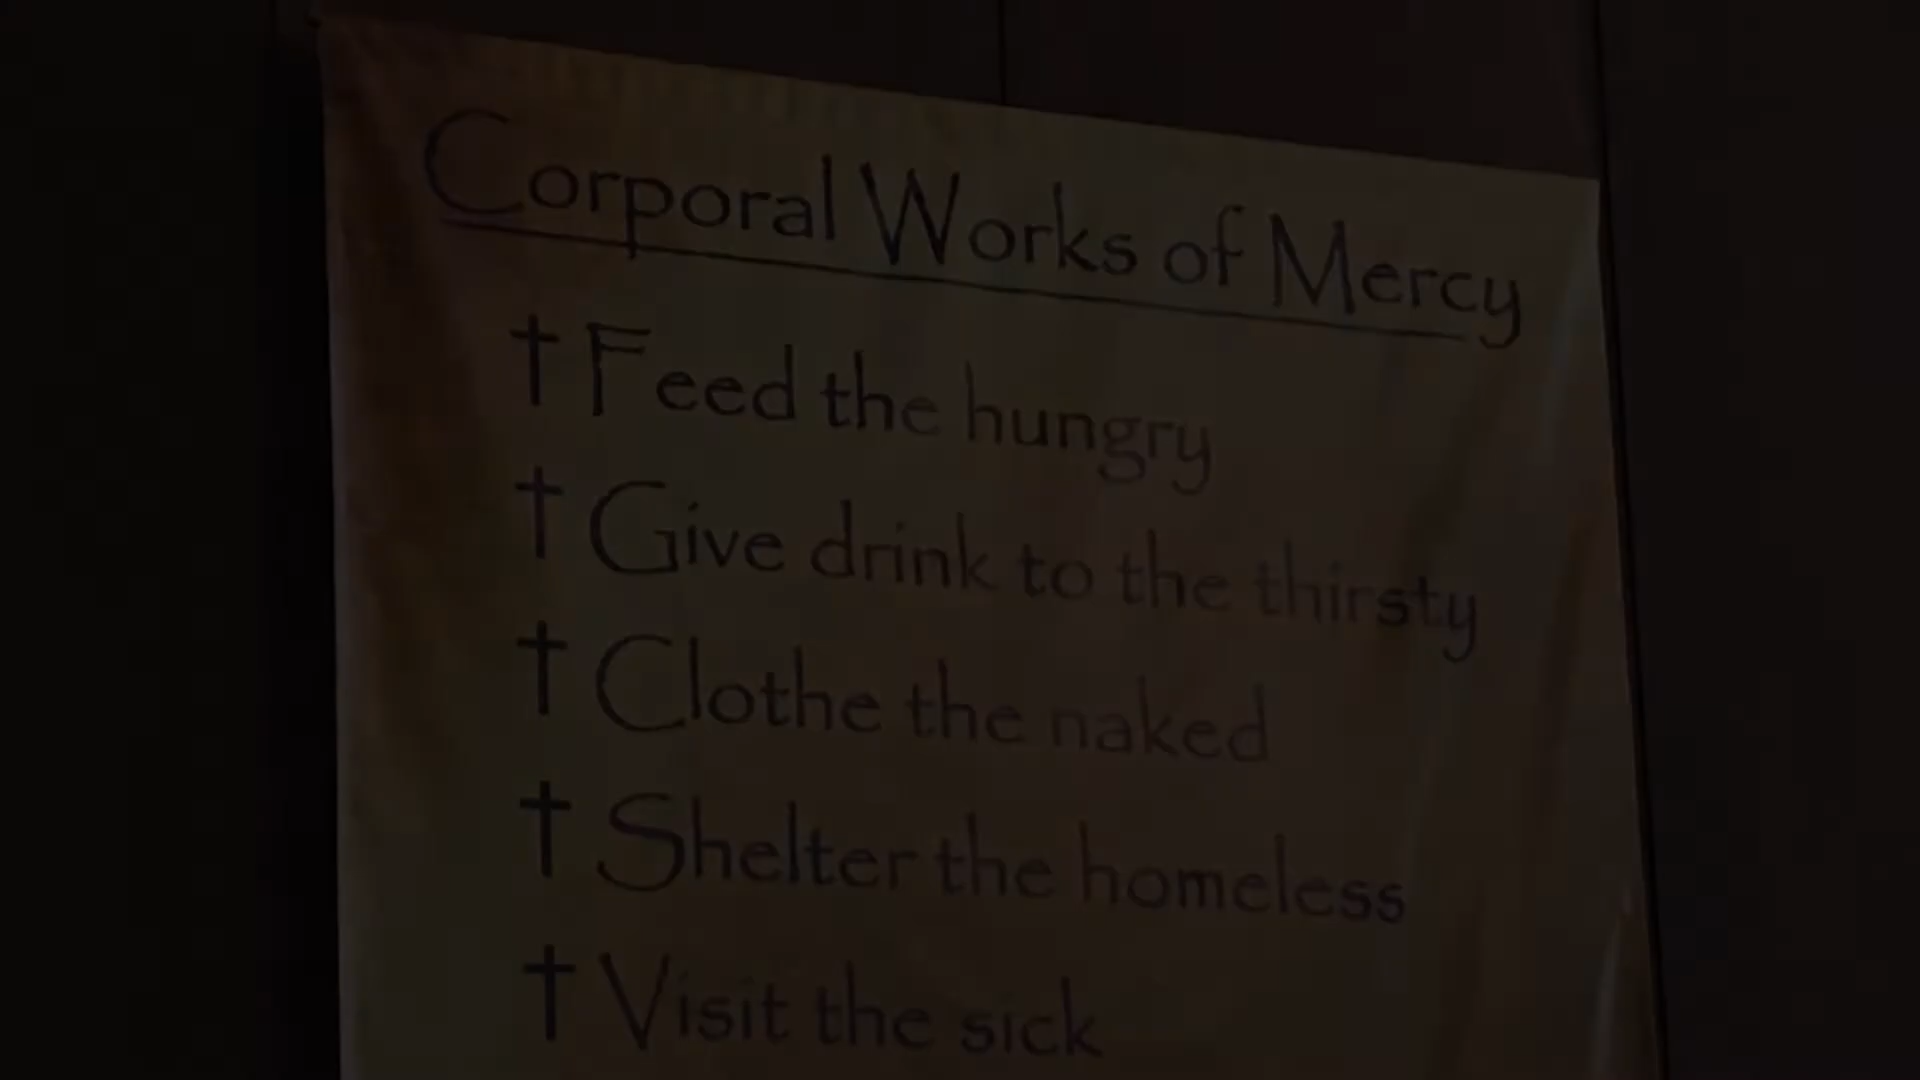 Corporal Works of Mercy
† Feed the hungry
† Give drink to the thirsty
† Clothe the naked
† Shelter the homeless
† Visit the sick